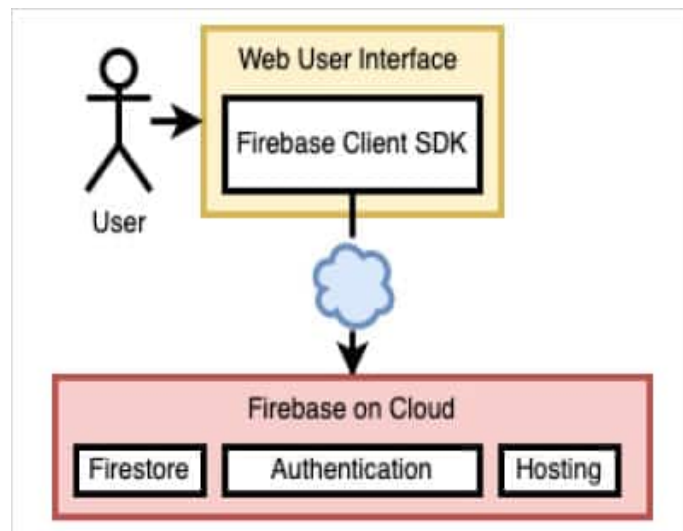 Web User Interface
Firebase Client SDK
User
Firebase on Cloud
Firestore
Authentication
Hosting